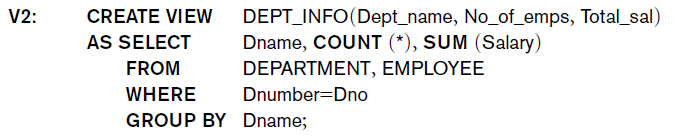 V2: CREATE VIEW DEPT_INFO(Dept_name, No_of_emps, Total_sal)
AS SELECT Dname, COUNT (*), SUM (Salary)
FROM DEPARTMENT, EMPLOYEE
WHERE Dnumber=Dno
GROUP BY Dname;